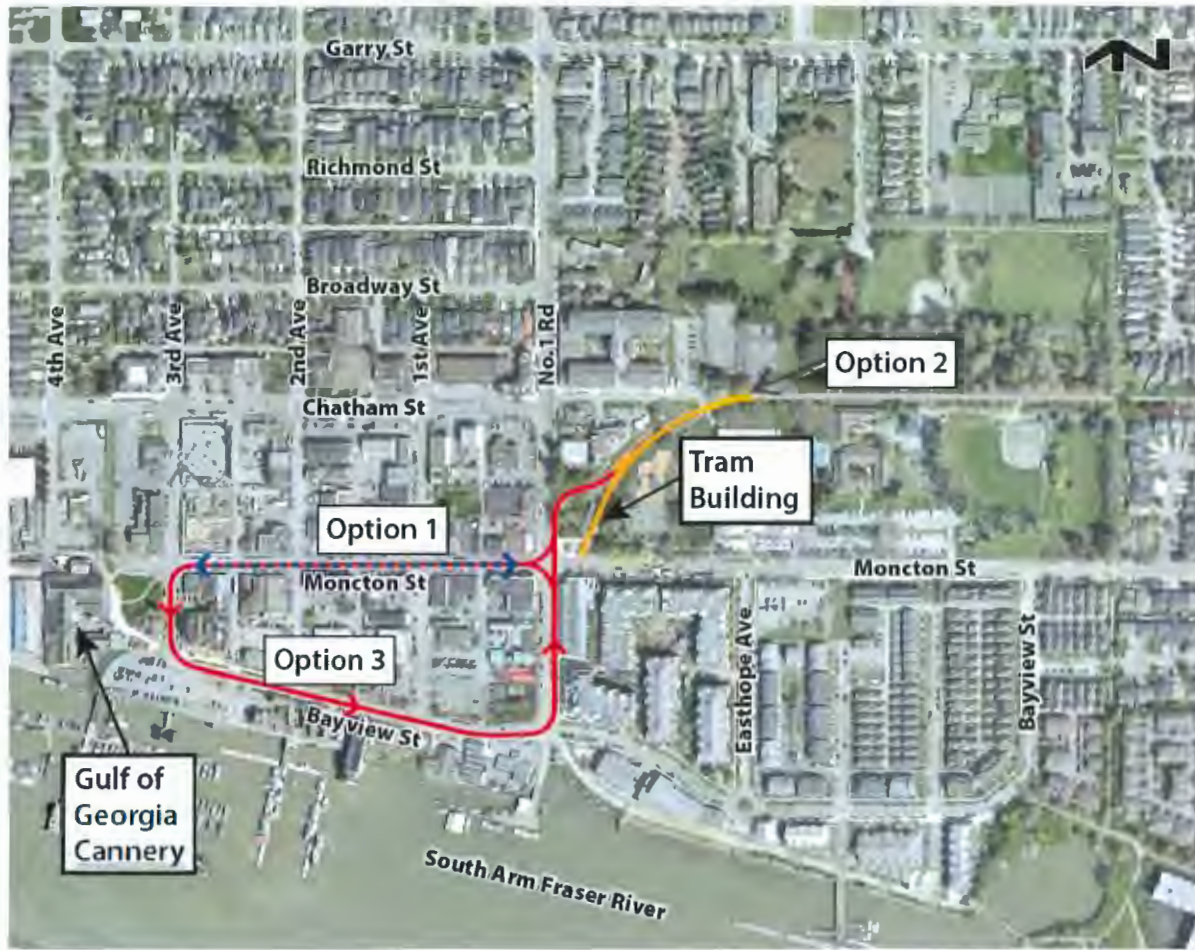 Garry St
N
Richmond St
Broadway St
4th Ave
3rd Ave
2nd Ave
1st Ave
No.1 Rd
Option 2
Chatham St
Tram
Building
Option 1
Moncton St
Moncton St
Option 3
Bayview St
Easthope Ave.
Bayview St
Gulf of
Georgia
Cannery
South Arm Fraser River